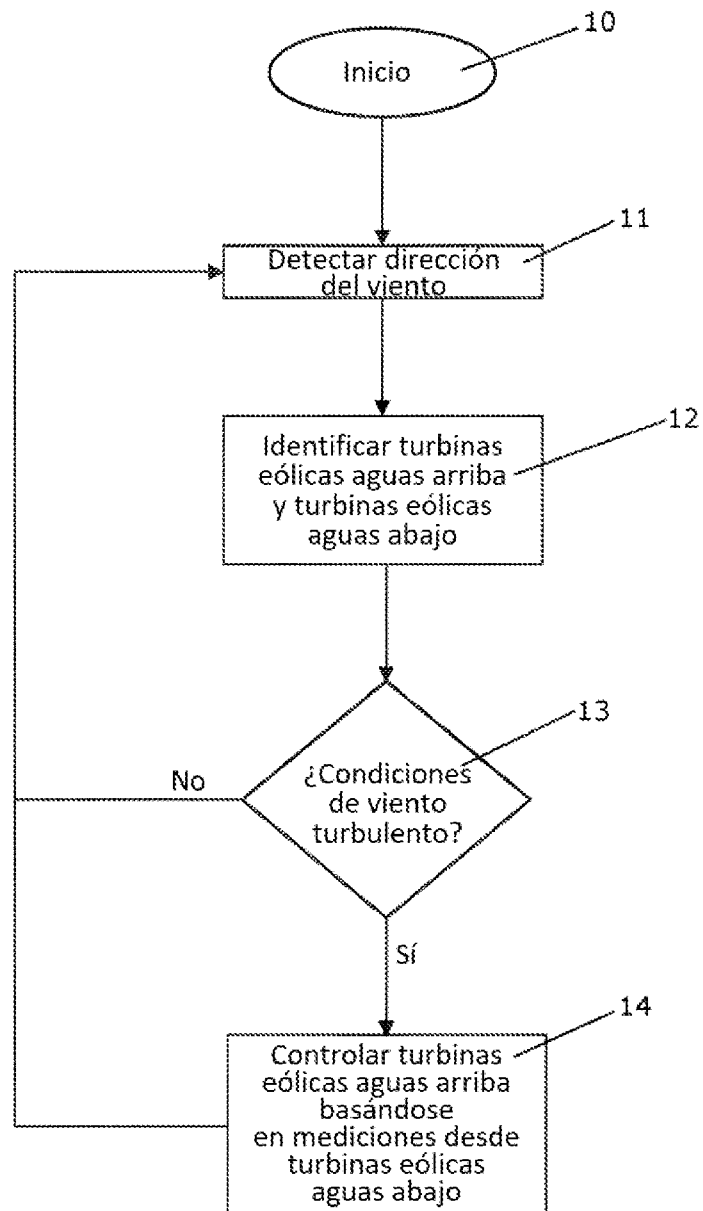 10
Inicio
11
Detectar dirección
del viento
12
Identificar turbinas
eólicas aguas arriba
y turbinas eólicas
aguas abajo
13
No
¿Condiciones
de viento
turbulento?
Sí
14
Controlar turbinas
eólicas aguas arriba
basándose
en mediciones desde
turbinas eólicas
aguas abajo